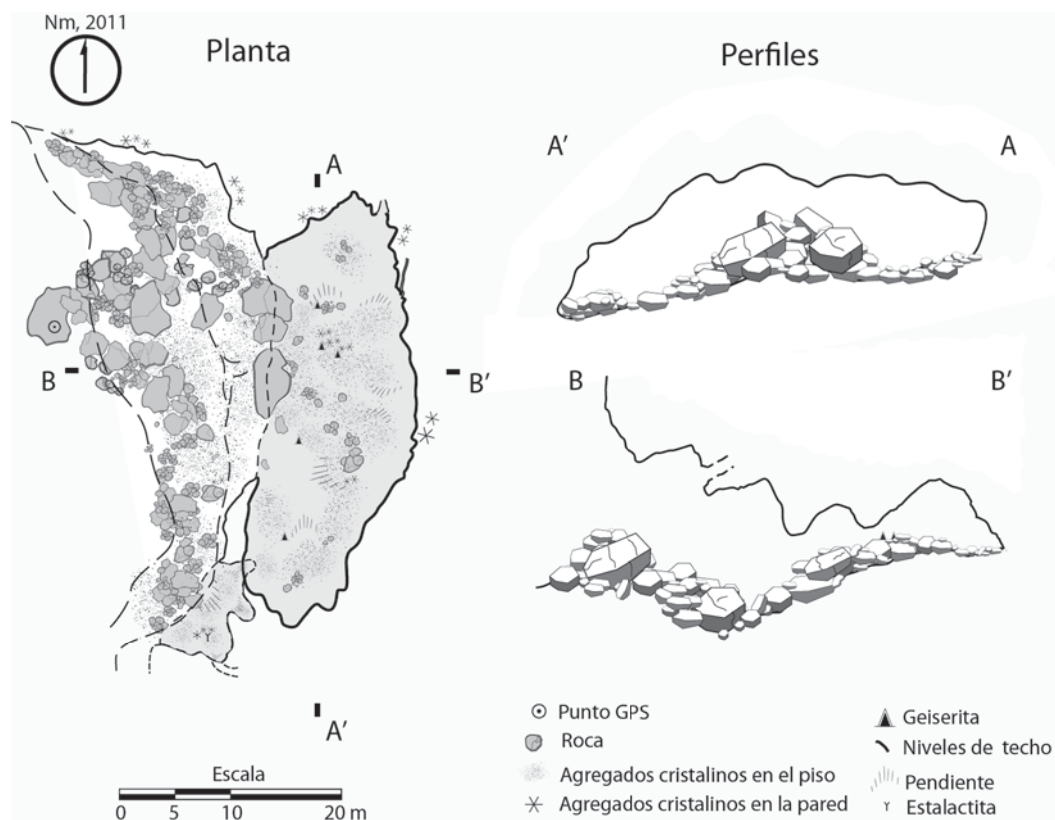 Nm, 2011
Planta
Perfiles
A
A'
A
B
B'
B
B'
A'
Escala
0 5 10 20 m
Punto GPS
Roca
Agregados cristalinos en el piso
Agregados cristalinos en la pared
Geiserita
Niveles de techo
Pendiente
Y Estalactita
Y